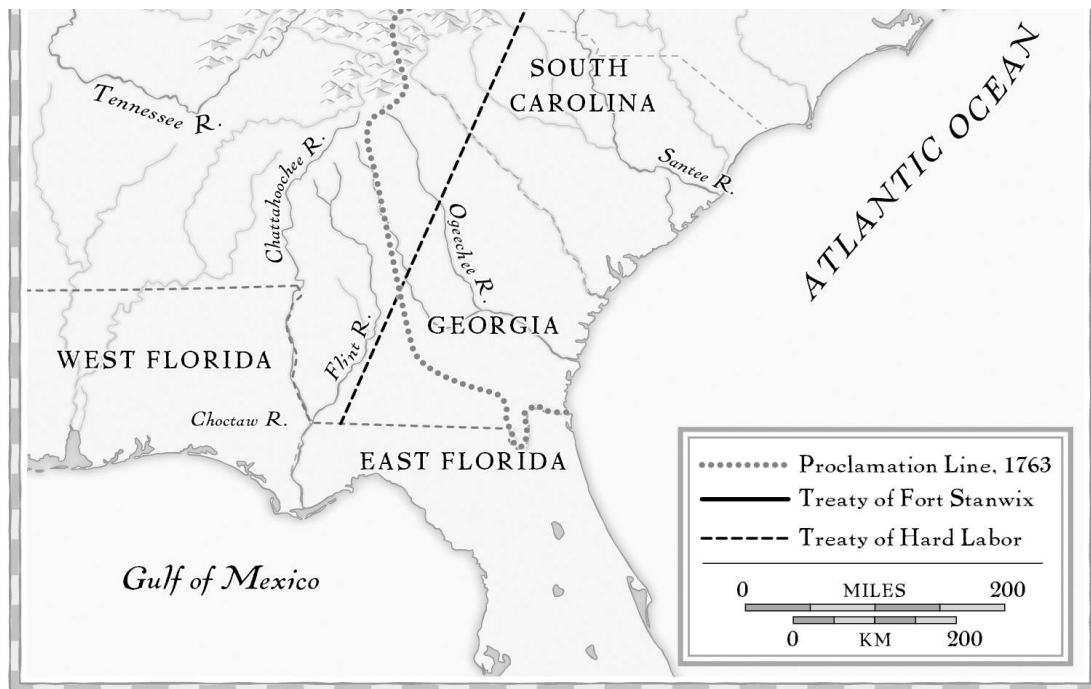 Tennessee R.
SOUTH
CAROLINA
ATLANTIC OCEAN
Santee R.
Chattahoochee R.
Ogeechee R.
GEORGIA
Flint R.
WEST FLORIDA
Choctaw R.
EAST FLORIDA
Gulf of Mexico
Proclamation Line, 1763
Treaty of Fort Stanwix
Treaty of Hard Labor
0 MILES 200
0 KM 200